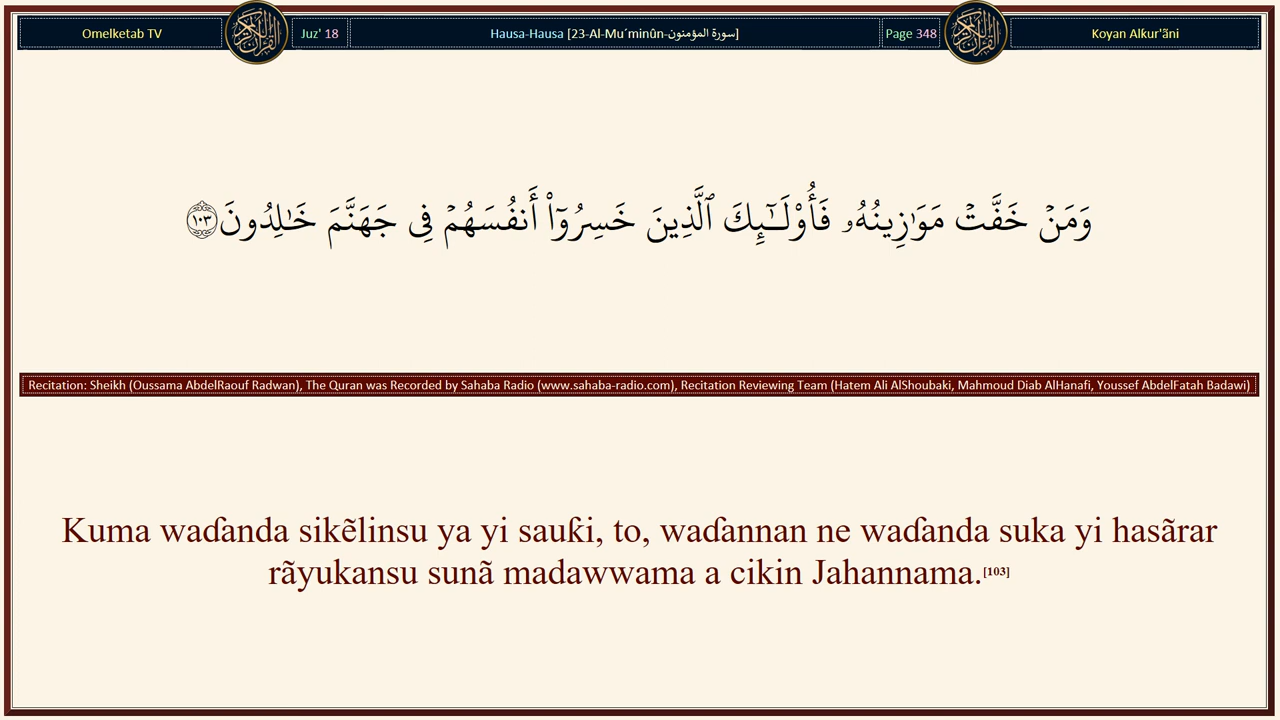 Omelketab TV
Juz' 18
Hausa-Hausa [23-Al-Mu´minûn-سورة المؤمنون]
Page 348
Koyan Alƙur'ãni
وَمَنۡ خَفَّتۡ مَوَٰزِينُهُۥ فَأُوْلَـٰٓئِكَ ٱلَّذِينَ خَسِرُوٓاْ أَنفُسَهُمۡ فِى جَهَنَّمَ خَـٰلِدُونَ ١٠٣
Recitation: Sheikh (Oussama AbdelRaouf Radwan), The Quran was Recorded by Sahaba Radio (www.sahaba-radio.com), Recitation Reviewing Team (Hatem Ali AlShoubaki, Mahmoud Diab AlHanafi, Youssef AbdelFatah Badawi)
Kuma waɗanda sikẽlinsu ya yi sauƙi, to, waɗannan ne waɗanda suka yi hasãrar
rãyukansu sunã madawwama a cikin Jahannama.[103]